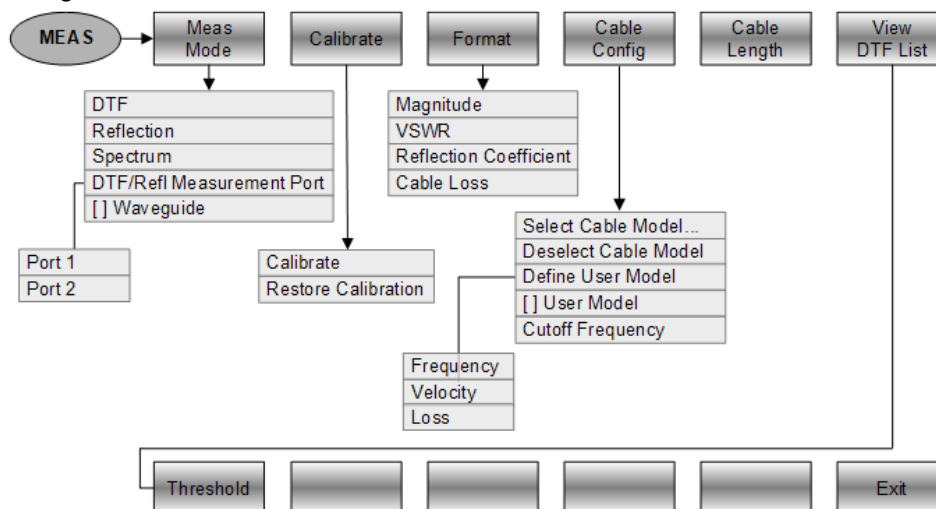 MEAS
Meas
Mode
Calibrate
Format
Cable
Config
Cable
Length
View
DTF List
DTF
Reflection
Spectrum
DTF/Refl Measurement Port
[ ] Waveguide
Port 1
Port 2
Calibrate
Restore Calibration
Magnitude
VSWR
Reflection Coefficient
Cable Loss
Select Cable Model...
Deselect Cable Model
Define User Model
[ ] User Model
Cutoff Frequency
Frequency
Velocity
Loss
Threshold
Exit